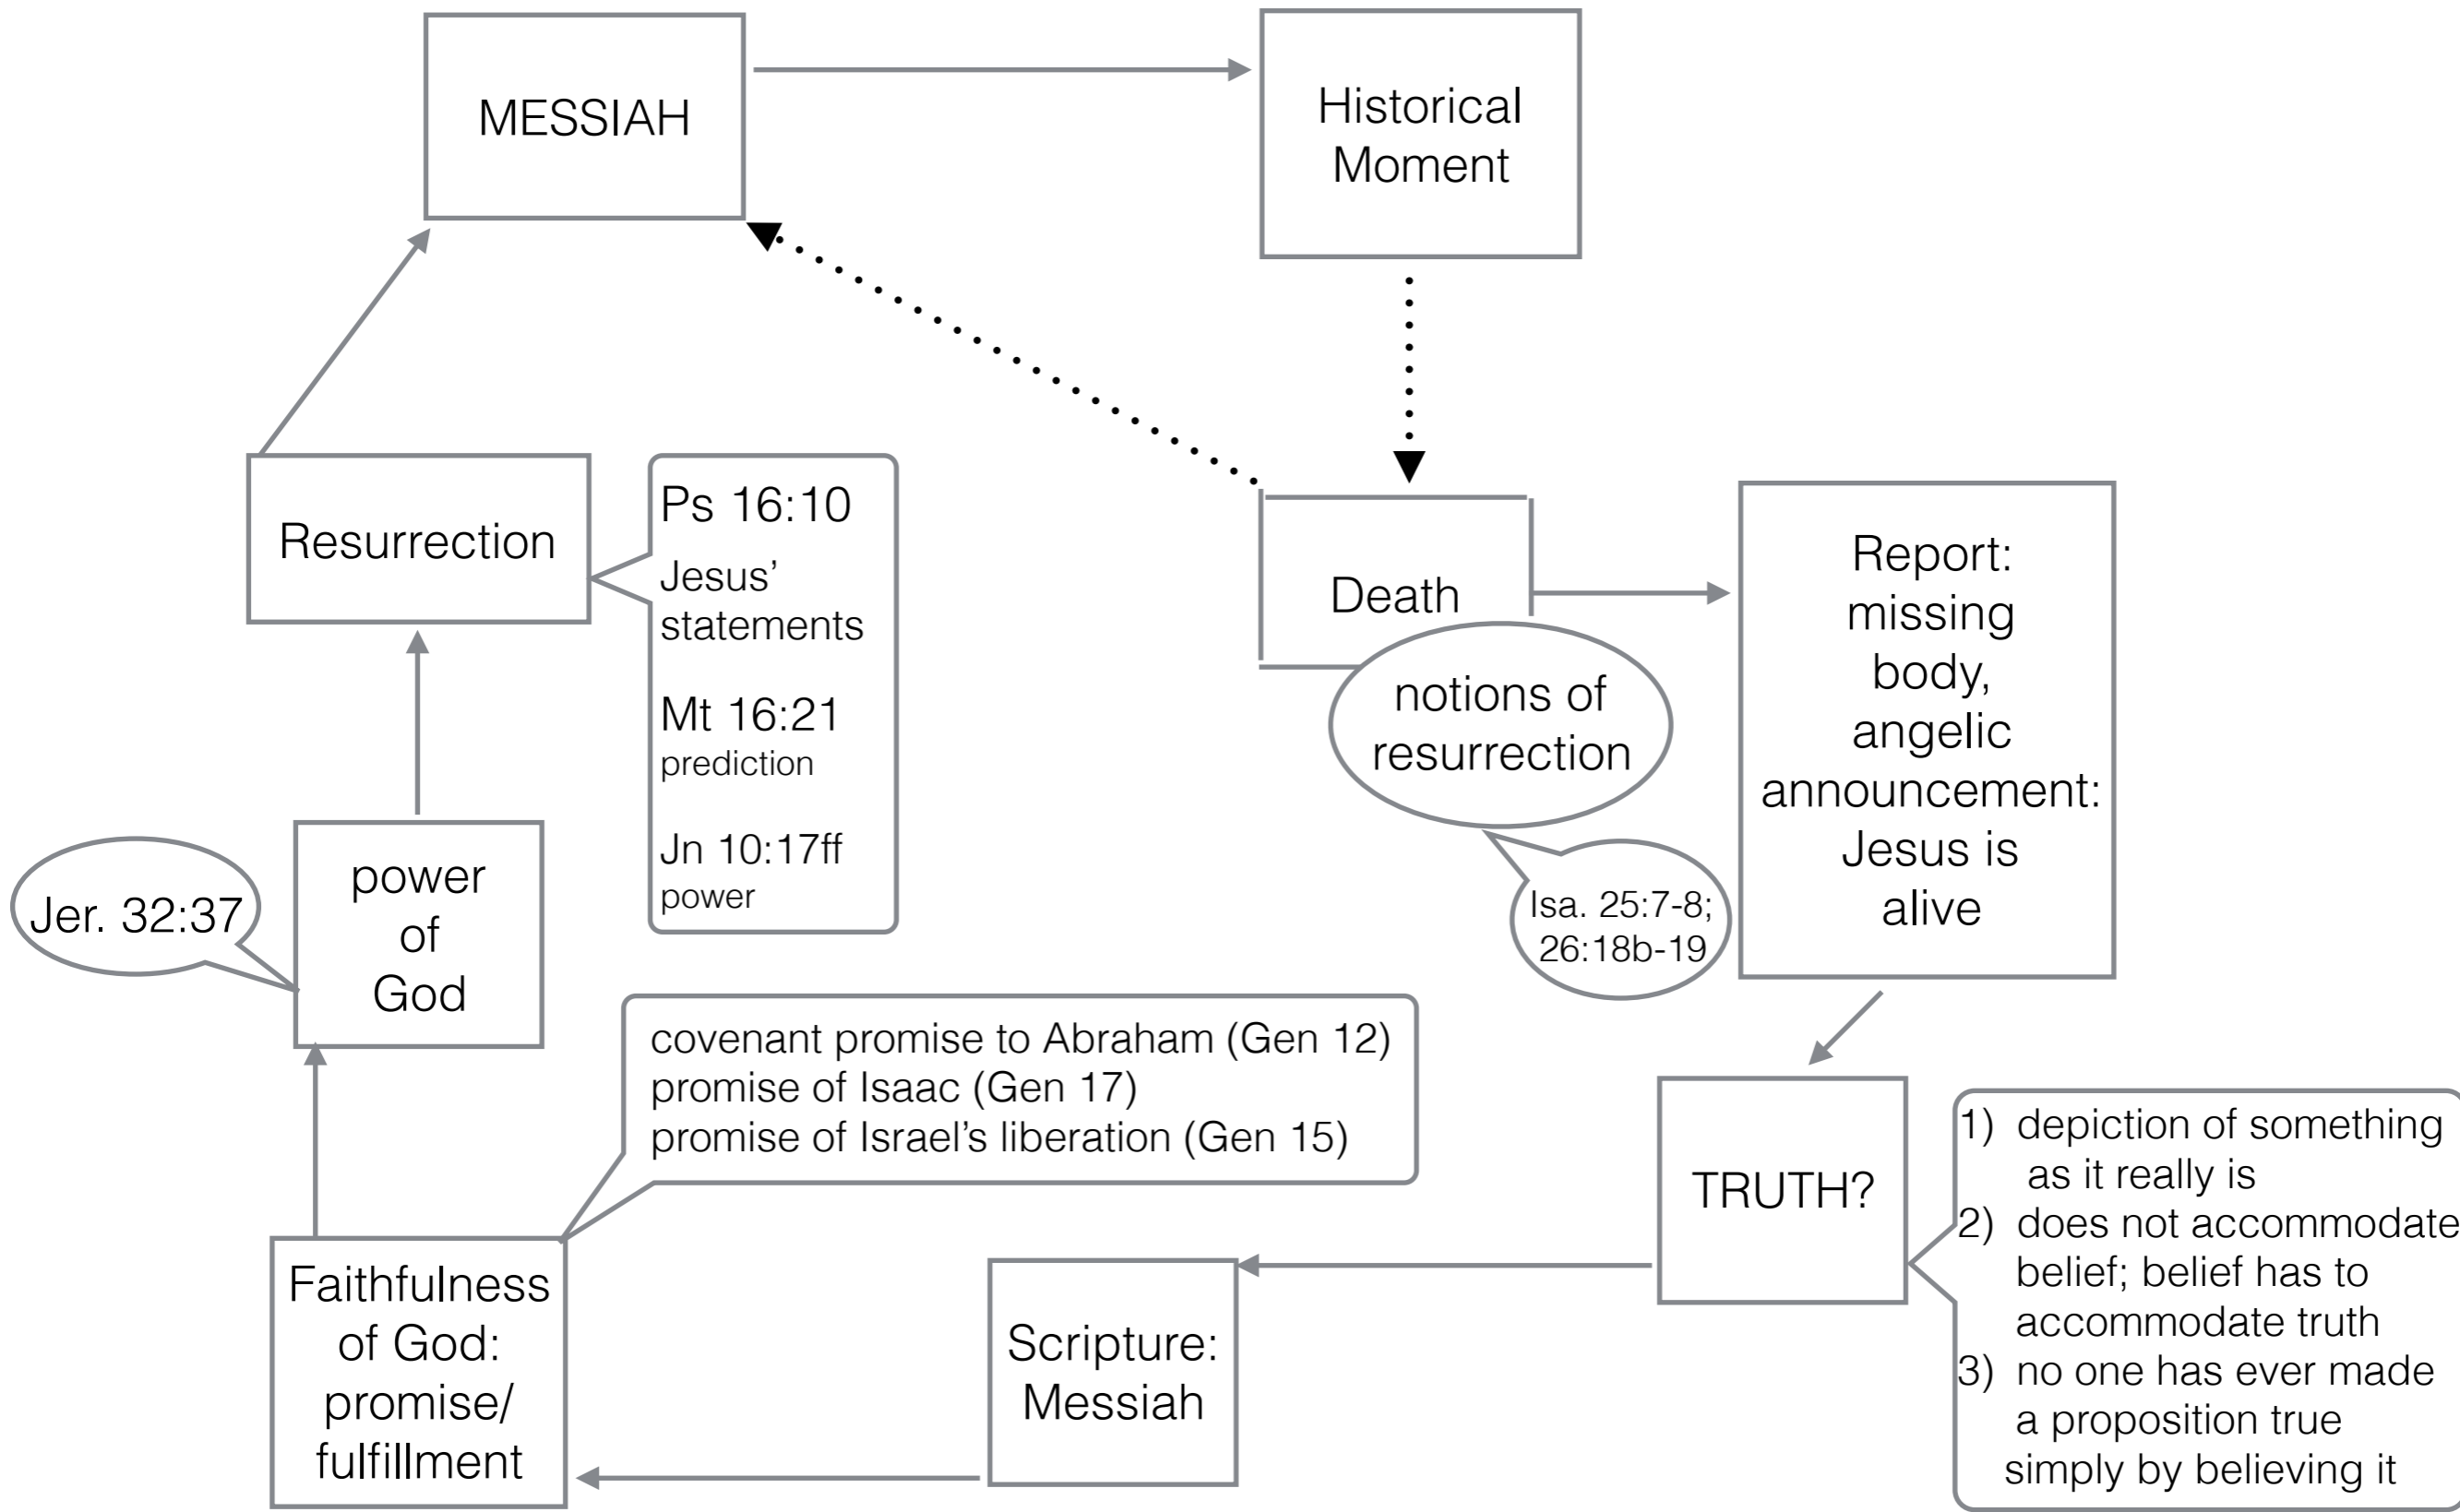 MESSIAH
Historical
Moment
Resurrection
Ps 16:10
Jesus’
statements
Mt 16:21
prediction
Jn 10:17ff
power
Death
notions of
resurrection
Isa. 25:7-8;
26:18b-19
Report:
missing
body,
angelic
announcement:
Jesus is
alive
Jer. 32:37
power
of
God
covenant promise to Abraham (Gen 12)
promise of Isaac (Gen 17)
promise of Israel’s liberation (Gen 15)
TRUTH?
1) depiction of something
as it really is
2) does not accommodate
belief; belief has to
accommodate truth
3) no one has ever made
a proposition true
simply by believing it
Scripture:
Messiah
Faithfulness
of God:
promise/
fulfillment